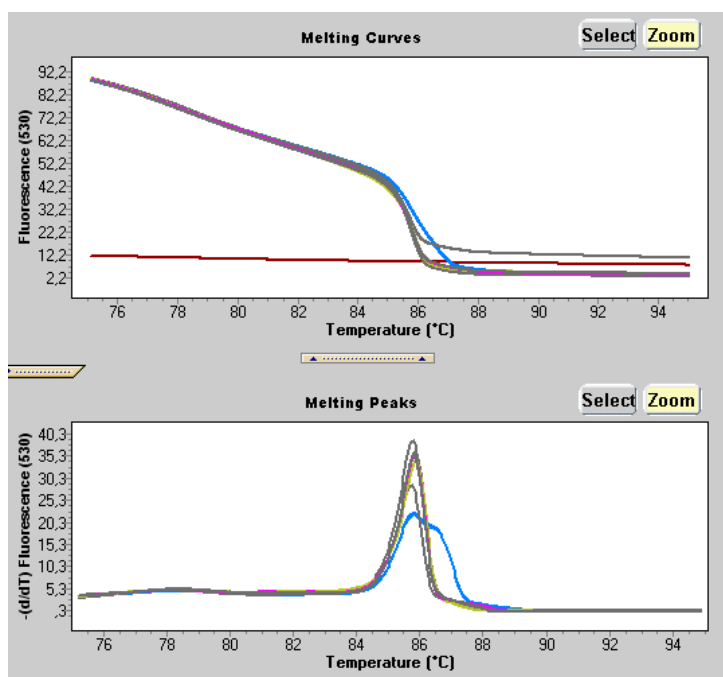 Melting Curves
Select Zoom
Fluorescence (530)
92,2
82,2
72,2
62,2
52,2
42,2
32,2
22,2
12,2
2,2
76 78 80 82 84 86 88 90 92 94
Temperature (°C)
Melting Peaks
Select Zoom
-(d/dT) Fluorescence (530)
40,3
35,3
30,3
25,3
20,3
15,3
10,3
5,3
,3
76 78 80 82 84 86 88 90 92 94
Temperature (°C)